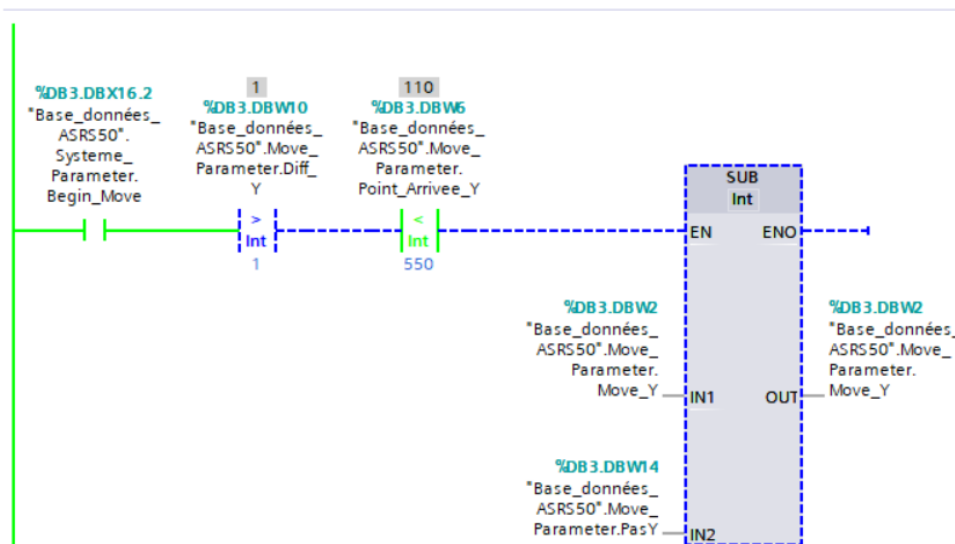 %DB3.DBX16.2
"Base_données_
ASRS50".
Systeme_
Parameter.
Begin_Move
1
%DB3.DBW10
"Base_données_
ASRS50".Move_
Parameter.Diff_
Y
>
Int
1
110
%DB3.DBW6
"Base_données_
ASRS50".Move_
Parameter.
Point_Arrivee_Y
<
Int
550
SUB
Int
EN ENO
%DB3.DBW2
"Base_données_
ASRS50".Move_
Parameter.
Move_Y
IN1 OUT
%DB3.DBW2
"Base_données_
ASRS50".Move_
Parameter.
Move_Y
%DB3.DBW14
"Base_données_
ASRS50".Move_
Parameter.PasY
IN2